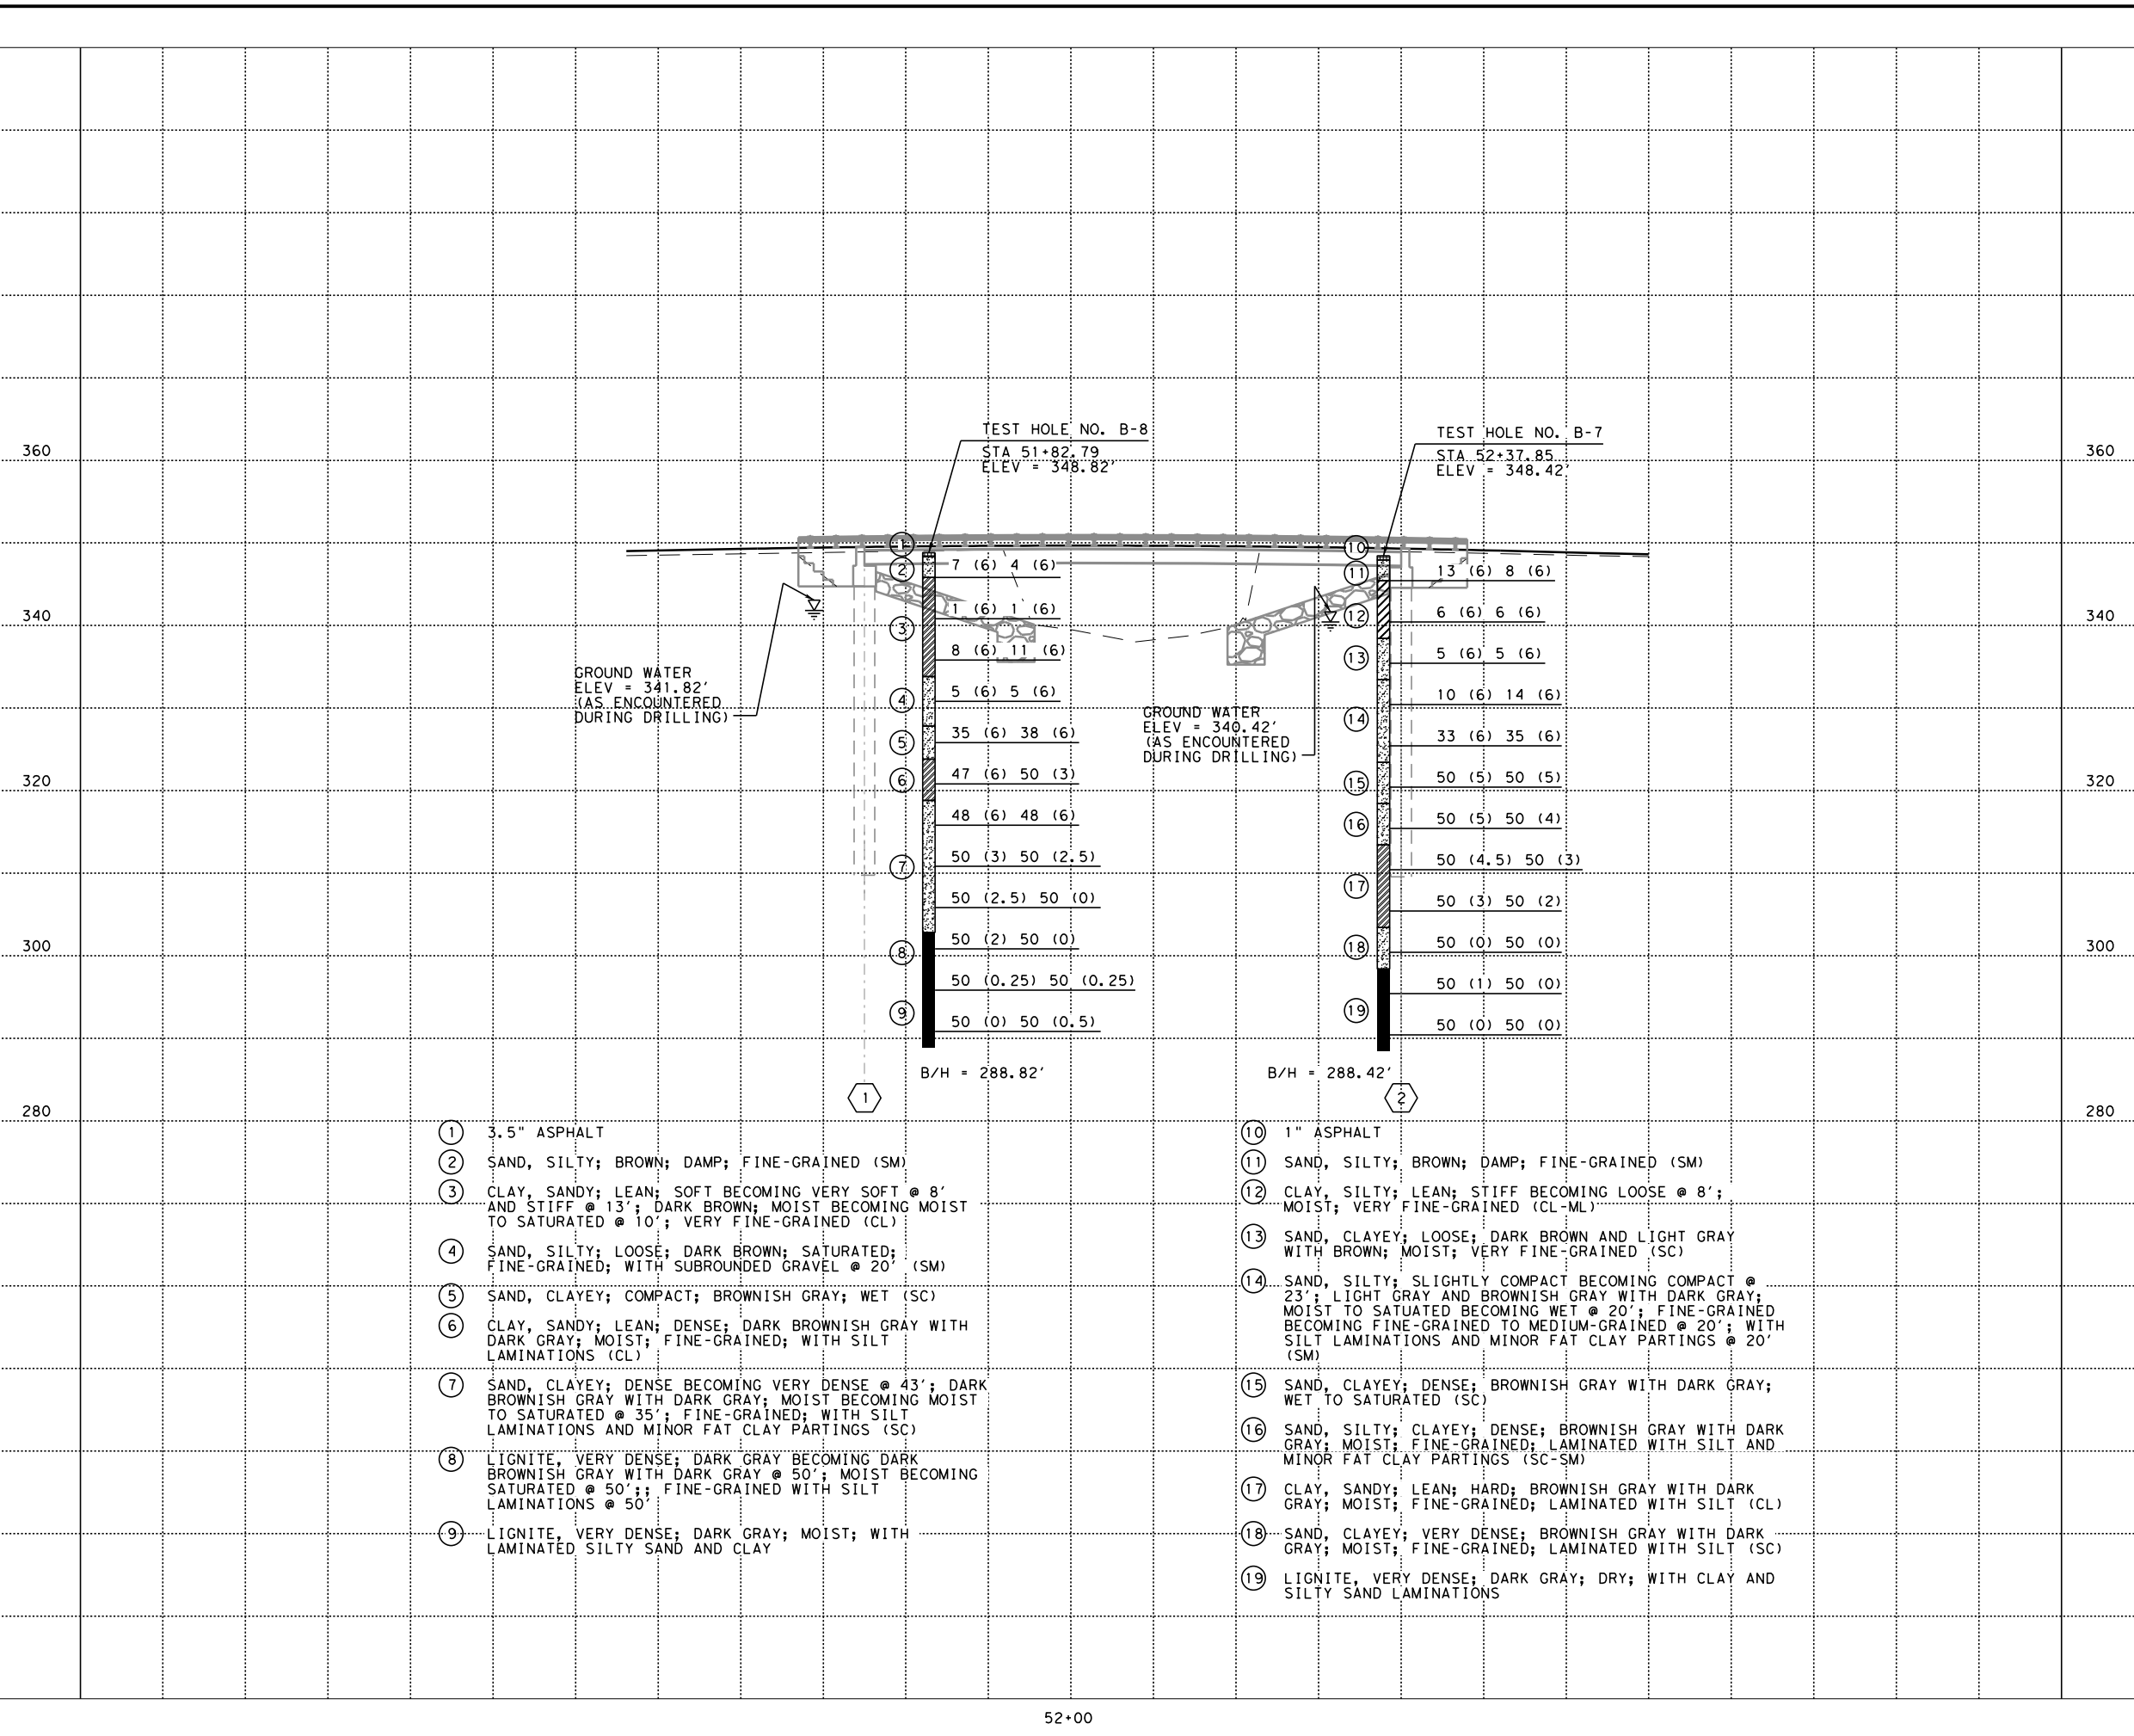 TEST HOLE NO. B-8
STA 51+82.79
ELEV = 348.82'
TEST HOLE NO. B-7
STA 52+37.85
ELEV = 348.42'
360
360
340
340
320
320
300
300
280
280
1
2
3
4
5
6
7
8
9
7 (6) 4 (6)
1 (6) 1 (6)
8 (6) 11 (6)
5 (6) 5 (6)
35 (6) 38 (6)
47 (6) 50 (3)
48 (6) 48 (6)
50 (3) 50 (2.5)
50 (2.5) 50 (0)
50 (2) 50 (0)
50 (0.25) 50 (0.25)
50 (0) 50 (0.5)
B/H = 288.82'
GROUND WATER
ELEV = 341.82'
(AS ENCOUNTERED
DURING DRILLING)
GROUND WATER
ELEV = 340.42'
(AS ENCOUNTERED
DURING DRILLING)
10
11
12
13
14
15
16
17
18
19
13 (6) 8 (6)
6 (6) 6 (6)
5 (6) 5 (6)
10 (6) 14 (6)
33 (6) 35 (6)
50 (5) 50 (5)
50 (5) 50 (4)
50 (4.5) 50 (3)
50 (3) 50 (2)
50 (0) 50 (0)
50 (1) 50 (0)
50 (0) 50 (0)
B/H = 288.42'
1
2
1 3.5" ASPHALT
2 SAND, SILTY; BROWN; DAMP; FINE-GRAINED (SM)
3 CLAY, SANDY; LEAN; SOFT BECOMING VERY SOFT @ 8'
AND STIFF @ 13'; DARK BROWN; MOIST BECOMING MOIST
TO SATURATED @ 10'; VERY FINE-GRAINED (CL)
4 SAND, SILTY; LOOSE; DARK BROWN; SATURATED;
FINE-GRAINED; WITH SUBROUNDED GRAVEL @ 20' (SM)
5 SAND, CLAYEY; COMPACT; BROWNISH GRAY; WET (SC)
6 CLAY, SANDY; LEAN; DENSE; DARK BROWNISH GRAY WITH
DARK GRAY; MOIST; FINE-GRAINED; WITH SILT
LAMINATIONS (CL)
7 SAND, CLAYEY; DENSE BECOMING VERY DENSE @ 43'; DARK
BROWNISH GRAY WITH DARK GRAY; MOIST BECOMING MOIST
TO SATURATED @ 35'; FINE-GRAINED; WITH SILT
LAMINATIONS AND MINOR FAT CLAY PARTINGS (SC)
8 LIGNITE, VERY DENSE; DARK GRAY BECOMING DARK
BROWNISH GRAY WITH DARK GRAY @ 50'; MOIST BECOMING
SATURATED @ 50';; FINE-GRAINED WITH SILT
LAMINATIONS @ 50'
9 LIGNITE, VERY DENSE; DARK GRAY; MOIST; WITH
LAMINATED SILTY SAND AND CLAY
10 1" ASPHALT
11 SAND, SILTY; BROWN; DAMP; FINE-GRAINED (SM)
12 CLAY, SILTY; LEAN; STIFF BECOMING LOOSE @ 8';
MOIST; VERY FINE-GRAINED (CL-ML)
13 SAND, CLAYEY; LOOSE; DARK BROWN AND LIGHT GRAY
WITH BROWN; MOIST; VERY FINE-GRAINED (SC)
14 SAND, SILTY; SLIGHTLY COMPACT BECOMING COMPACT @
23'; LIGHT GRAY AND BROWNISH GRAY WITH DARK GRAY;
MOIST TO SATUATED BECOMING WET @ 20'; FINE-GRAINED
BECOMING FINE-GRAINED TO MEDIUM-GRAINED @ 20'; WITH
SILT LAMINATIONS AND MINOR FAT CLAY PARTINGS @ 20'
(SM)
15 SAND, CLAYEY; DENSE; BROWNISH GRAY WITH DARK GRAY;
WET TO SATURATED (SC)
16 SAND, SILTY; CLAYEY; DENSE; BROWNISH GRAY WITH DARK
GRAY; MOIST; FINE-GRAINED; LAMINATED WITH SILT AND
MINOR FAT CLAY PARTINGS (SC-SM)
17 CLAY, SANDY; LEAN; HARD; BROWNISH GRAY WITH DARK
GRAY; MOIST; FINE-GRAINED; LAMINATED WITH SILT (CL)
18 SAND, CLAYEY; VERY DENSE; BROWNISH GRAY WITH DARK
GRAY; MOIST; FINE-GRAINED; LAMINATED WITH SILT (SC)
19 LIGNITE, VERY DENSE; DARK GRAY; DRY; WITH CLAY AND
SILTY SAND LAMINATIONS
52+00